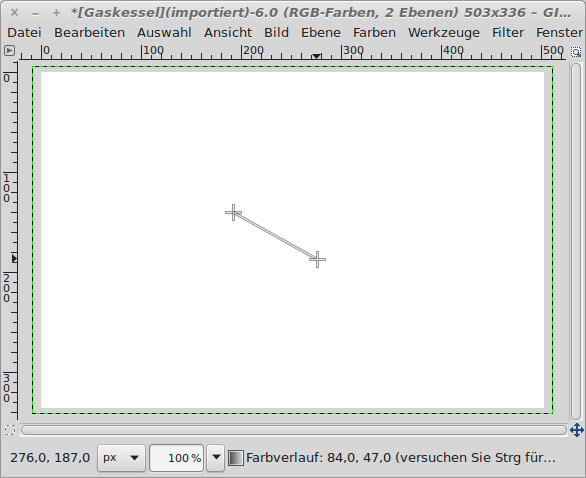 *[Gaskessel](importiert)-6.0 (RGB-Farben, 2 Ebenen) 503x336 – GI...
Datei Bearbeiten Auswahl Ansicht Bild Ebene Farben Werkzeuge Filter Fenster
0 100 200 300 400 500
0
100
200
300
276,0, 187,0 px 100 % Farbverlauf: 84,0, 47,0 (versuchen Sie Strg für...